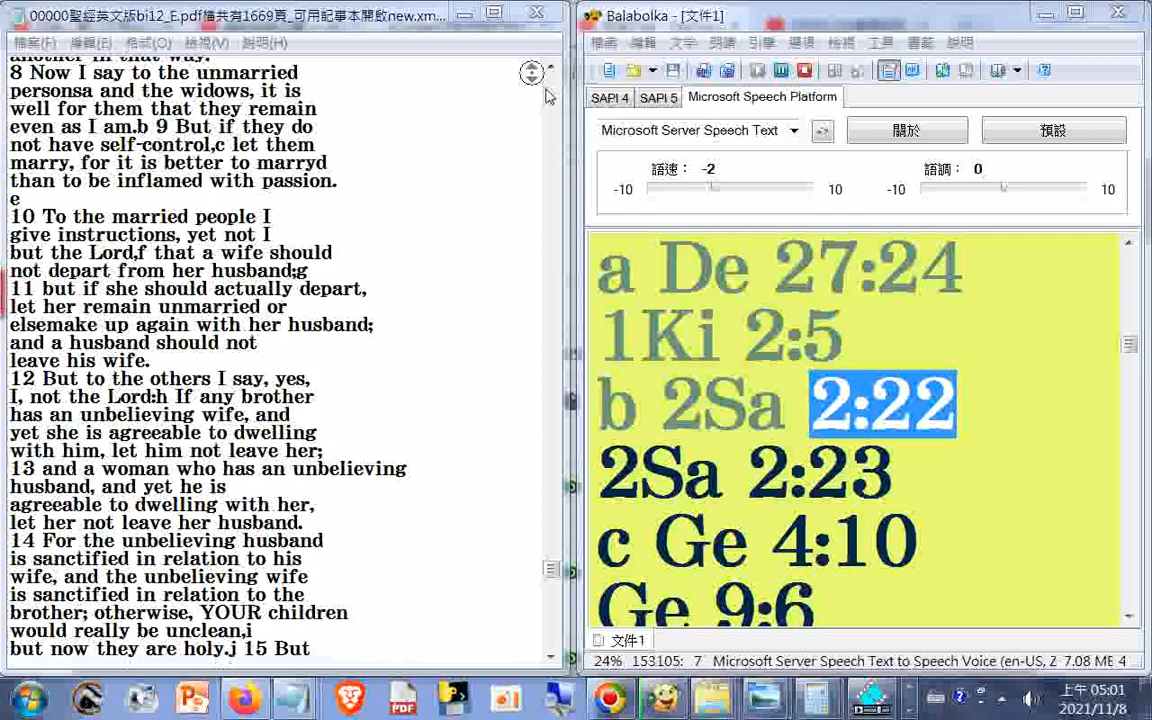 00000聖經英文版bi12_E.pdf檔共有1669頁_可用記事本開啟new.xm...
檔案(F) 編輯(E) 格式(O) 檢視(V) 說明(H)
another in that way.
8 Now I say to the unmarried
personsa and the widows, it is
well for them that they remain
even as I am.b 9 But if they do
not have self-control,c let them
marry, for it is better to marryd
than to be inflamed with passion.
e
10 To the married people I
give instructions, yet not I
but the Lord,f that a wife should
not depart from her husband;g
11 but if she should actually depart,
let her remain unmarried or
elsemake up again with her husband;
and a husband should not
leave his wife.
12 But to the others I say, yes,
I, not the Lord:h If any brother
has an unbelieving wife, and
yet she is agreeable to dwelling
with him, let him not leave her;
13 and a woman who has an unbelieving
husband, and yet he is
agreeable to dwelling with her,
let her not leave her husband.
14 For the unbelieving husband
is sanctified in relation to his
wife, and the unbelieving wife
is sanctified in relation to the
brother; otherwise, YOUR children
would really be unclean,i
but now they are holy.j 15 But
Balabolka - [文件1]
檔案 編輯 文字 朗讀 引擎 選項 檢視 工具 書籤 說明
SAPI 4 SAPI 5 Microsoft Speech Platform
Microsoft Server Speech Text 關於 預設
語速: -2 語調: 0
-10 10 -10 10
a De 27:24
1Ki 2:5
b 2Sa 2:22
2Sa 2:23
c Ge 4:10
Ge 9:6
文件1
24% 153105: 7 Microsoft Server Speech Text to Speech Voice (en-US, Z 7.08 ME 4
上午 05:01
2021/11/8